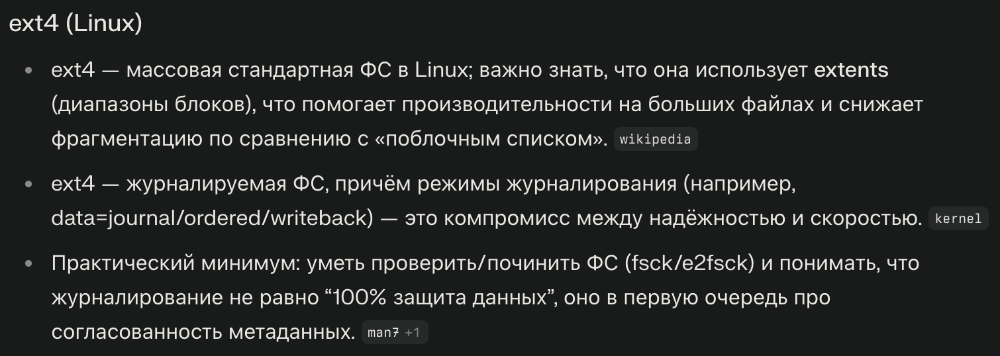 ext4 (Linux)
• ext4 — массовая стандартная ФС в Linux; важно знать, что она использует extents
(диапазоны блоков), что помогает производительности на больших файлах и снижает
фрагментацию по сравнению с «поблочным списком». wikipedia
• ext4 — журналируемая ФС, причём режимы журналирования (например,
data=journal/ordered/writeback) — это компромисс между надёжностью и скоростью. kernel
• Практический минимум: уметь проверить/починить ФС (fsck/e2fsck) и понимать, что
журналирование не равно “100% защита данных”, оно в первую очередь про
согласованность метаданных. man7 +1